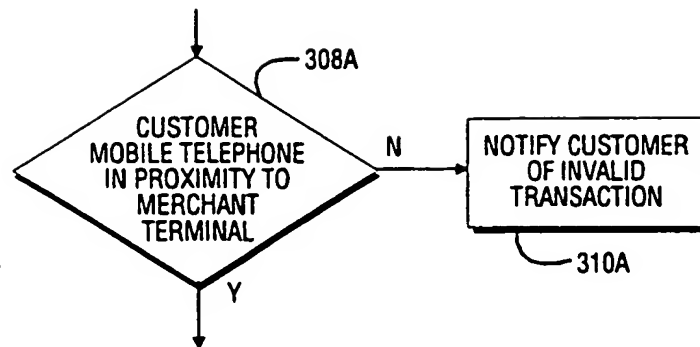 308A
CUSTOMER
MOBILE TELEPHONE
IN PROXIMITY TO
MERCHANT
TERMINAL
N
NOTIFY CUSTOMER
OF INVALID
TRANSACTION
310A
Y